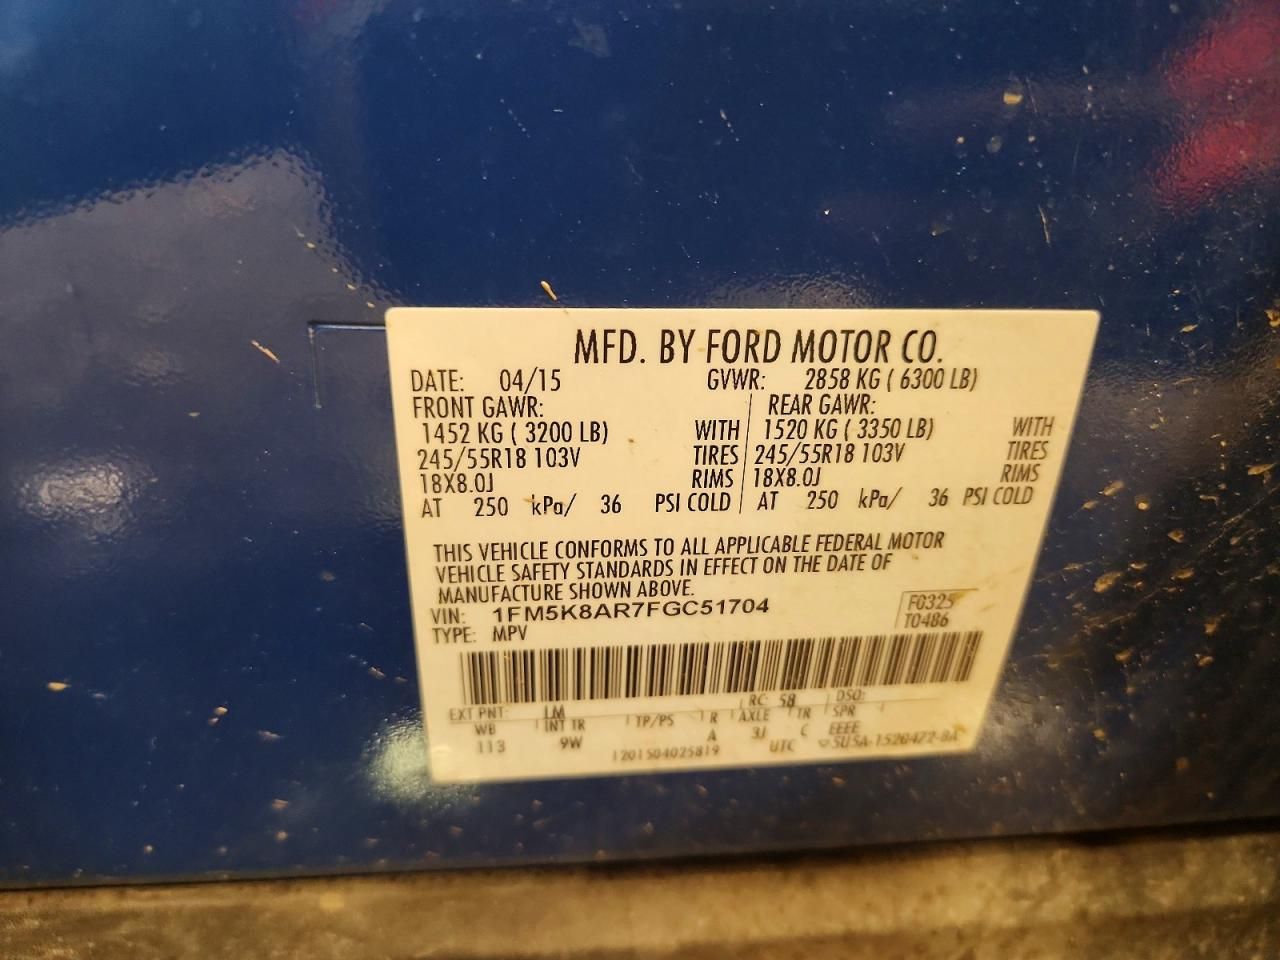 MFD. BY FORD MOTOR CO.
DATE: 04/15 GVWR: 2858 KG ( 6300 LB)
FRONT GAWR: REAR GAWR:
1452 KG ( 3200 LB) WITH 1520 KG ( 3350 LB) WITH
245/55R18 103V TIRES 245/55R18 103V TIRES
18X8.0J RIMS 18X8.0J RIMS
AT 250 kPa/ 36 PSI COLD AT 250 kPa/ 36 PSI COLD
THIS VEHICLE CONFORMS TO ALL APPLICABLE FEDERAL MOTOR
VEHICLE SAFETY STANDARDS IN EFFECT ON THE DATE OF
MANUFACTURE SHOWN ABOVE.
VIN: 1FM5K8AR7FGC51704 F0325
TYPE: MPV T0486
EXT PNT: LM RC: 58 DSO:
WB INT TR TP/PS R AXLE TR SPR
113 9W A 3J C EEEE
1201504025819 UTC 5U5A-1520472-BA